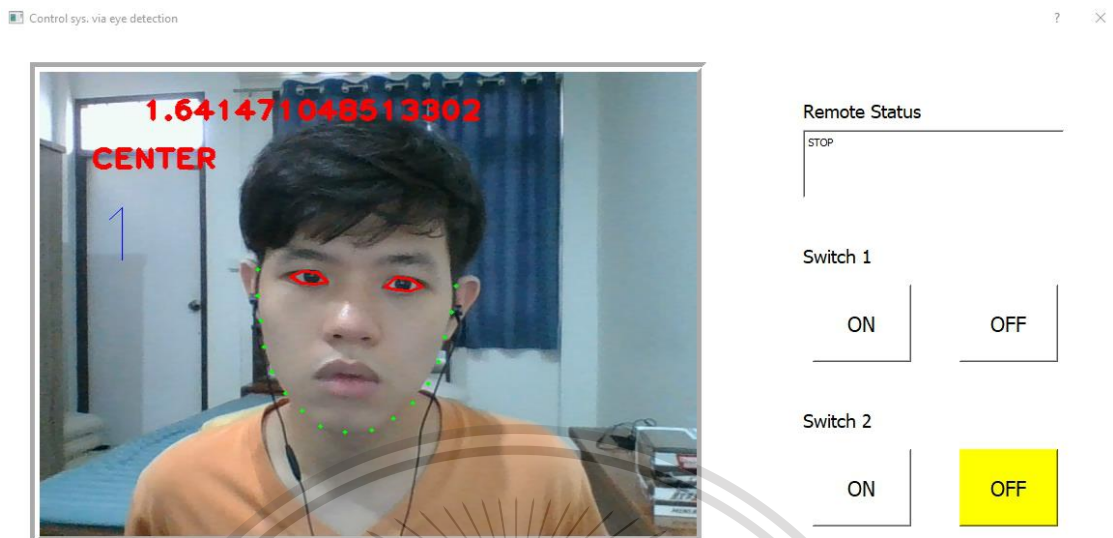 Control sys. via eye detection
?
1.641471048513302
CENTER
1
Remote Status
STOP
Switch 1
ON OFF
Switch 2
ON OFF